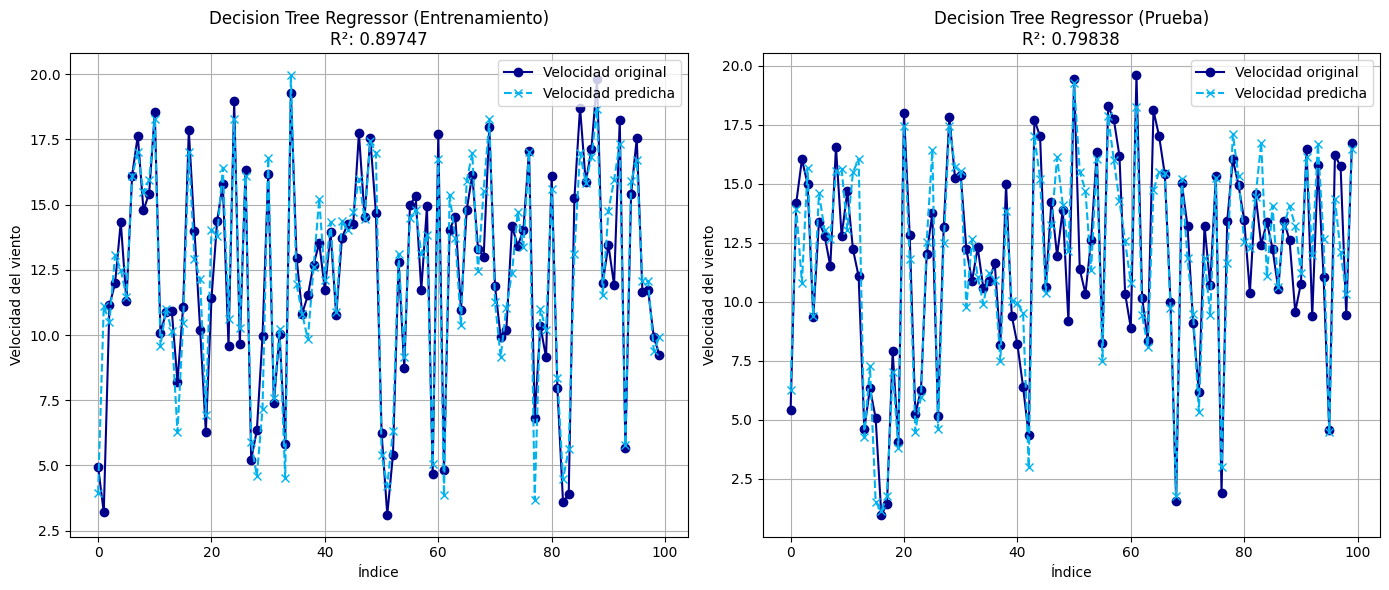 Decision Tree Regressor (Entrenamiento)
R²: 0.89747
Velocidad original
Velocidad predicha
Velocidad del viento
20.0
17.5
15.0
12.5
10.0
7.5
5.0
2.5
0
20
40
60
80
100
Índice
Decision Tree Regressor (Prueba)
R²: 0.79838
Velocidad original
Velocidad predicha
Velocidad del viento
20.0
17.5
15.0
12.5
10.0
7.5
5.0
2.5
0
20
40
60
80
100
Índice